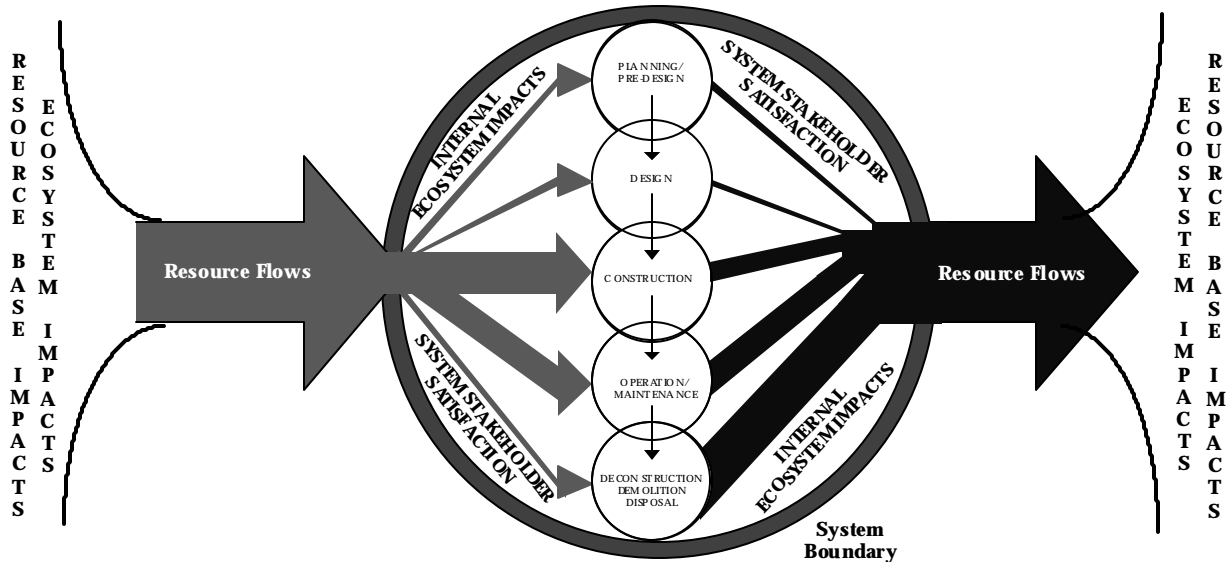 RESOURCE BASE IMPACTS
ECOSYSTEM IMPACTS
Resource Flows
INTERNAL
ECOSYSTEM IMPACTS
SYSTEM STAKEHOLDER
SATISFACTION
PLANNING/
PRE-DESIGN
DESIGN
CONSTRUCTION
OPERATION/
MAINTENANCE
DECONSTRUCTION
DEMOLITION
DISPOSAL
SYSTEM STAKEHOLDER
SATISFACTION
INTERNAL
ECOSYSTEM IMPACTS
System
Boundary
Resource Flows
ECOSYSTEM IMPACTS
RESOURCE BASE IMPACTS